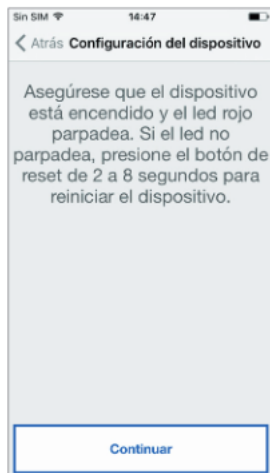 Sin SIM 14:47
Atrás Configuración del dispositivo
Asegúrese que el dispositivo
está encendido y el led rojo
parpadea. Si el led no
parpadea, presione el botón de
reset de 2 a 8 segundos para
reiniciar el dispositivo.
Continuar